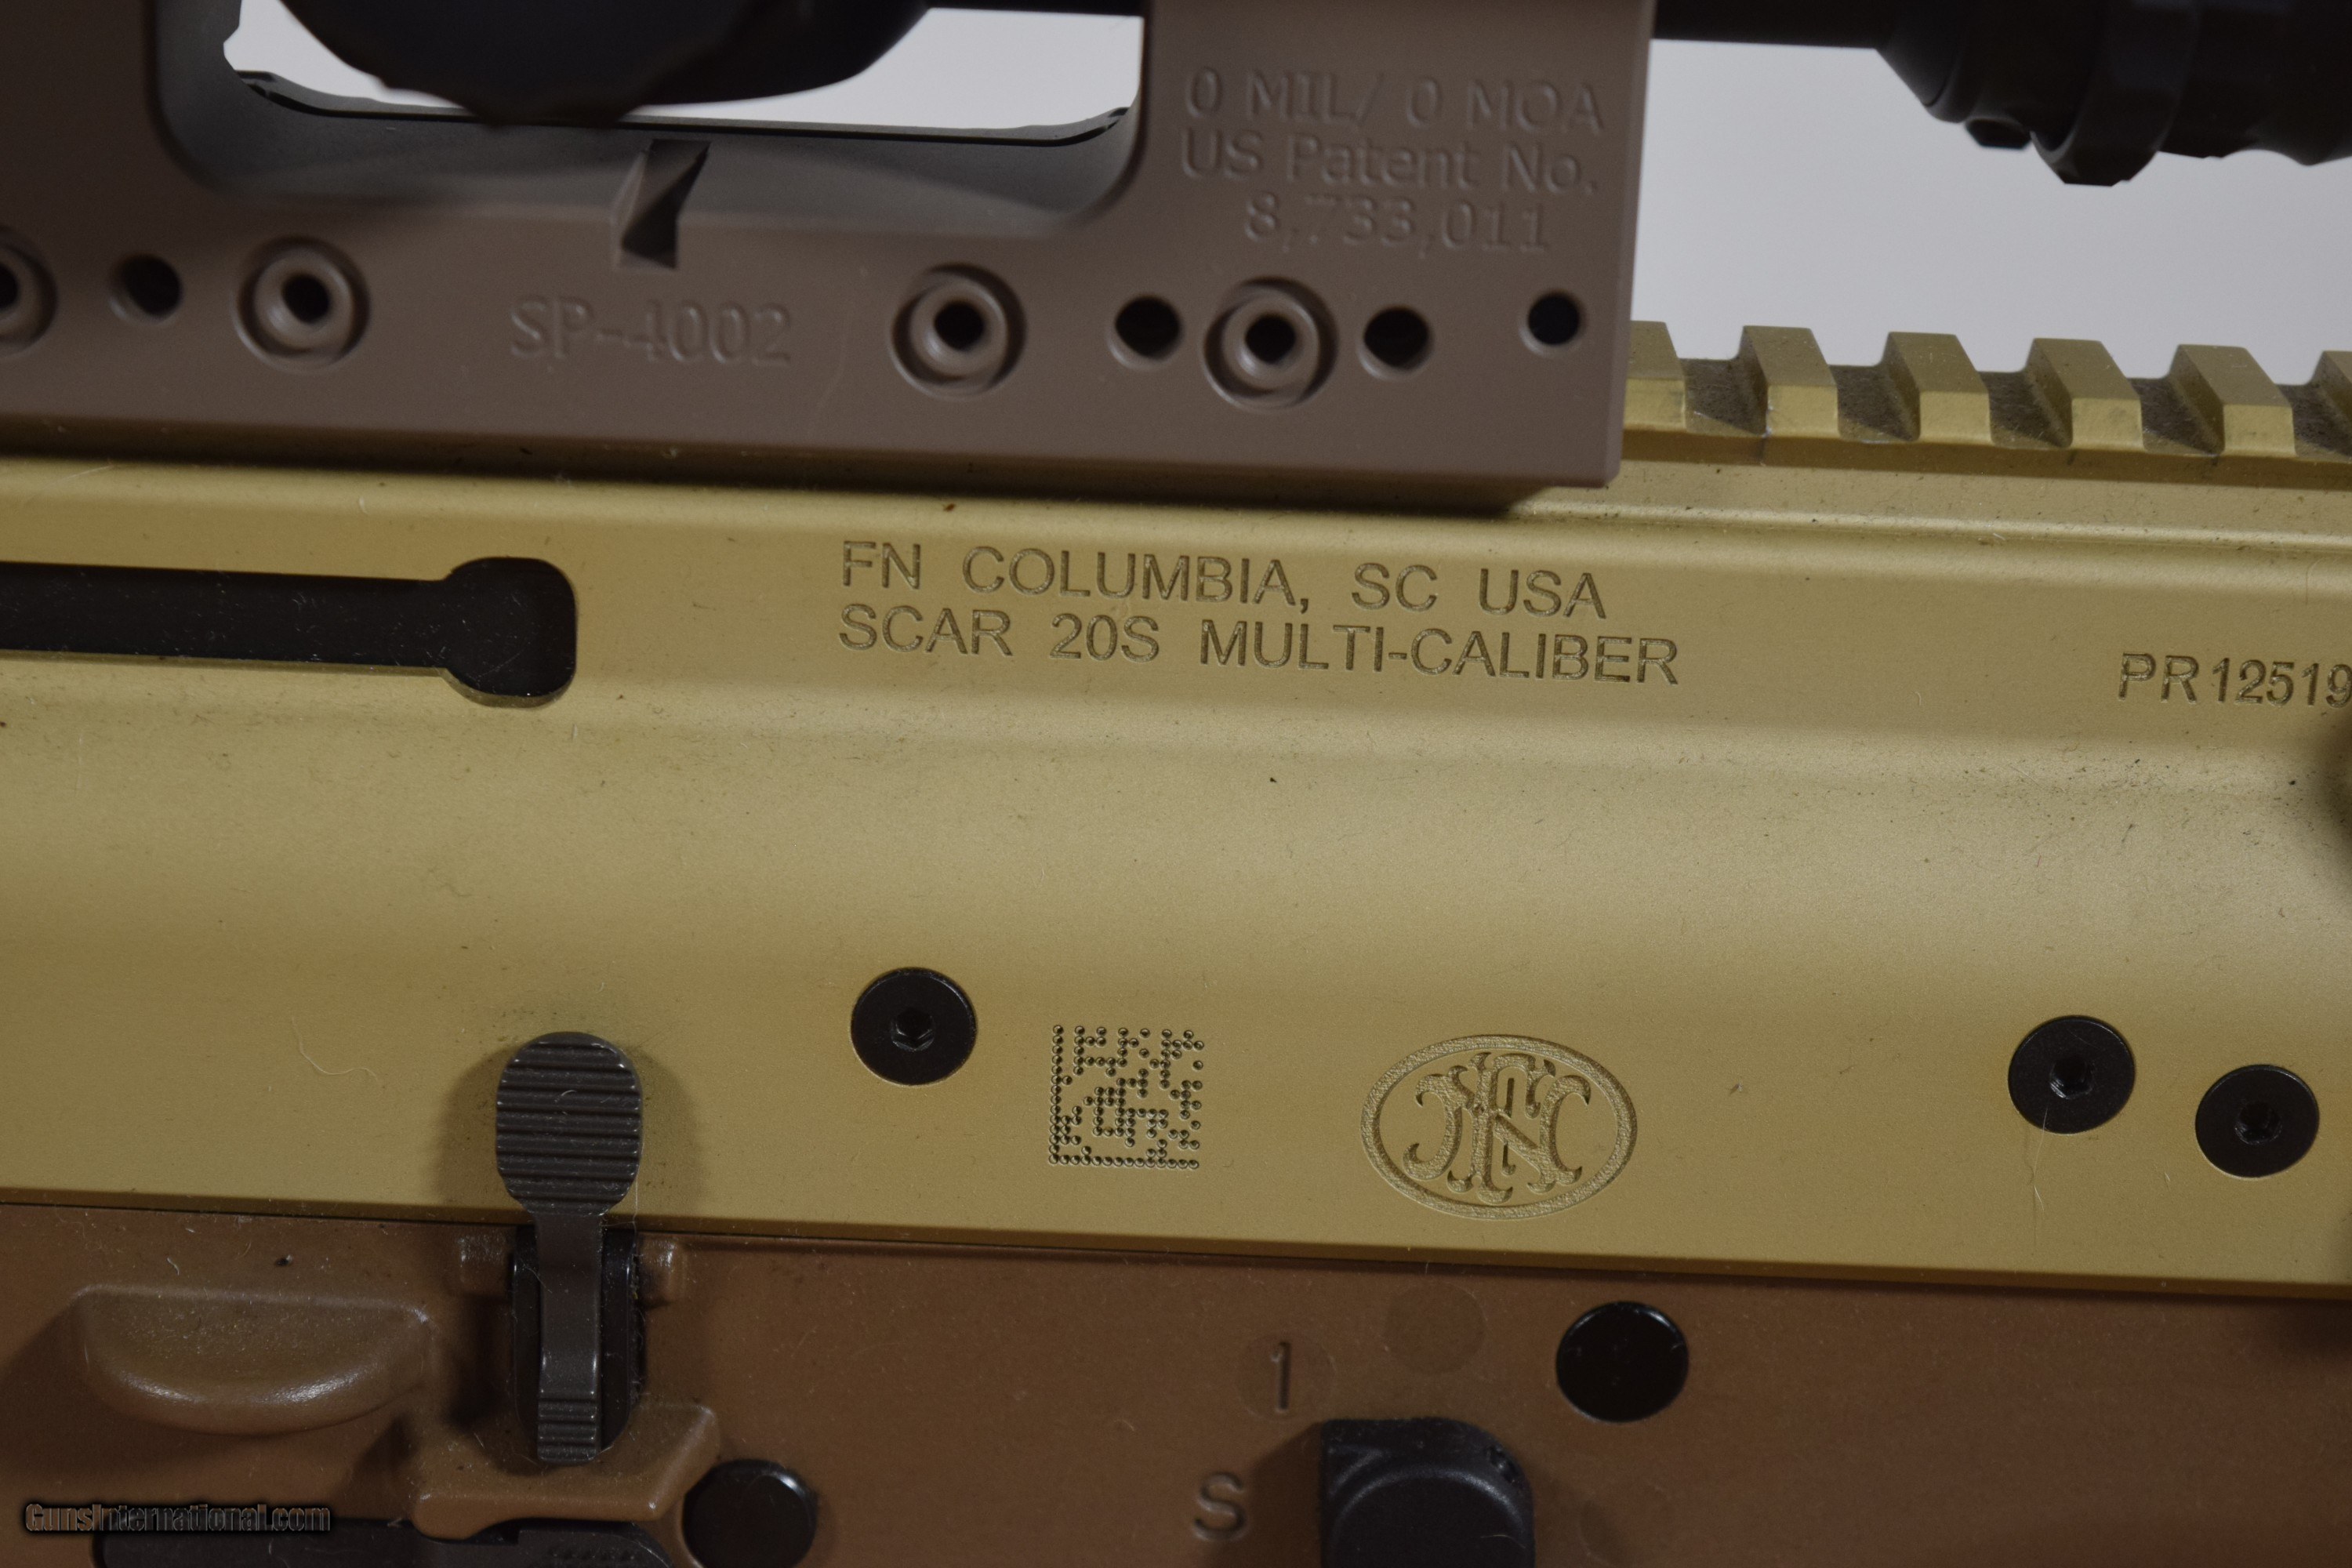 0 MIL/ 0 MOA
US Patent No.
8,733,011
SP-4002
FN COLUMBIA, SC USA
SCAR 20S MULTI-CALIBER
PR12519
FN
1
S
GunsInternational.com